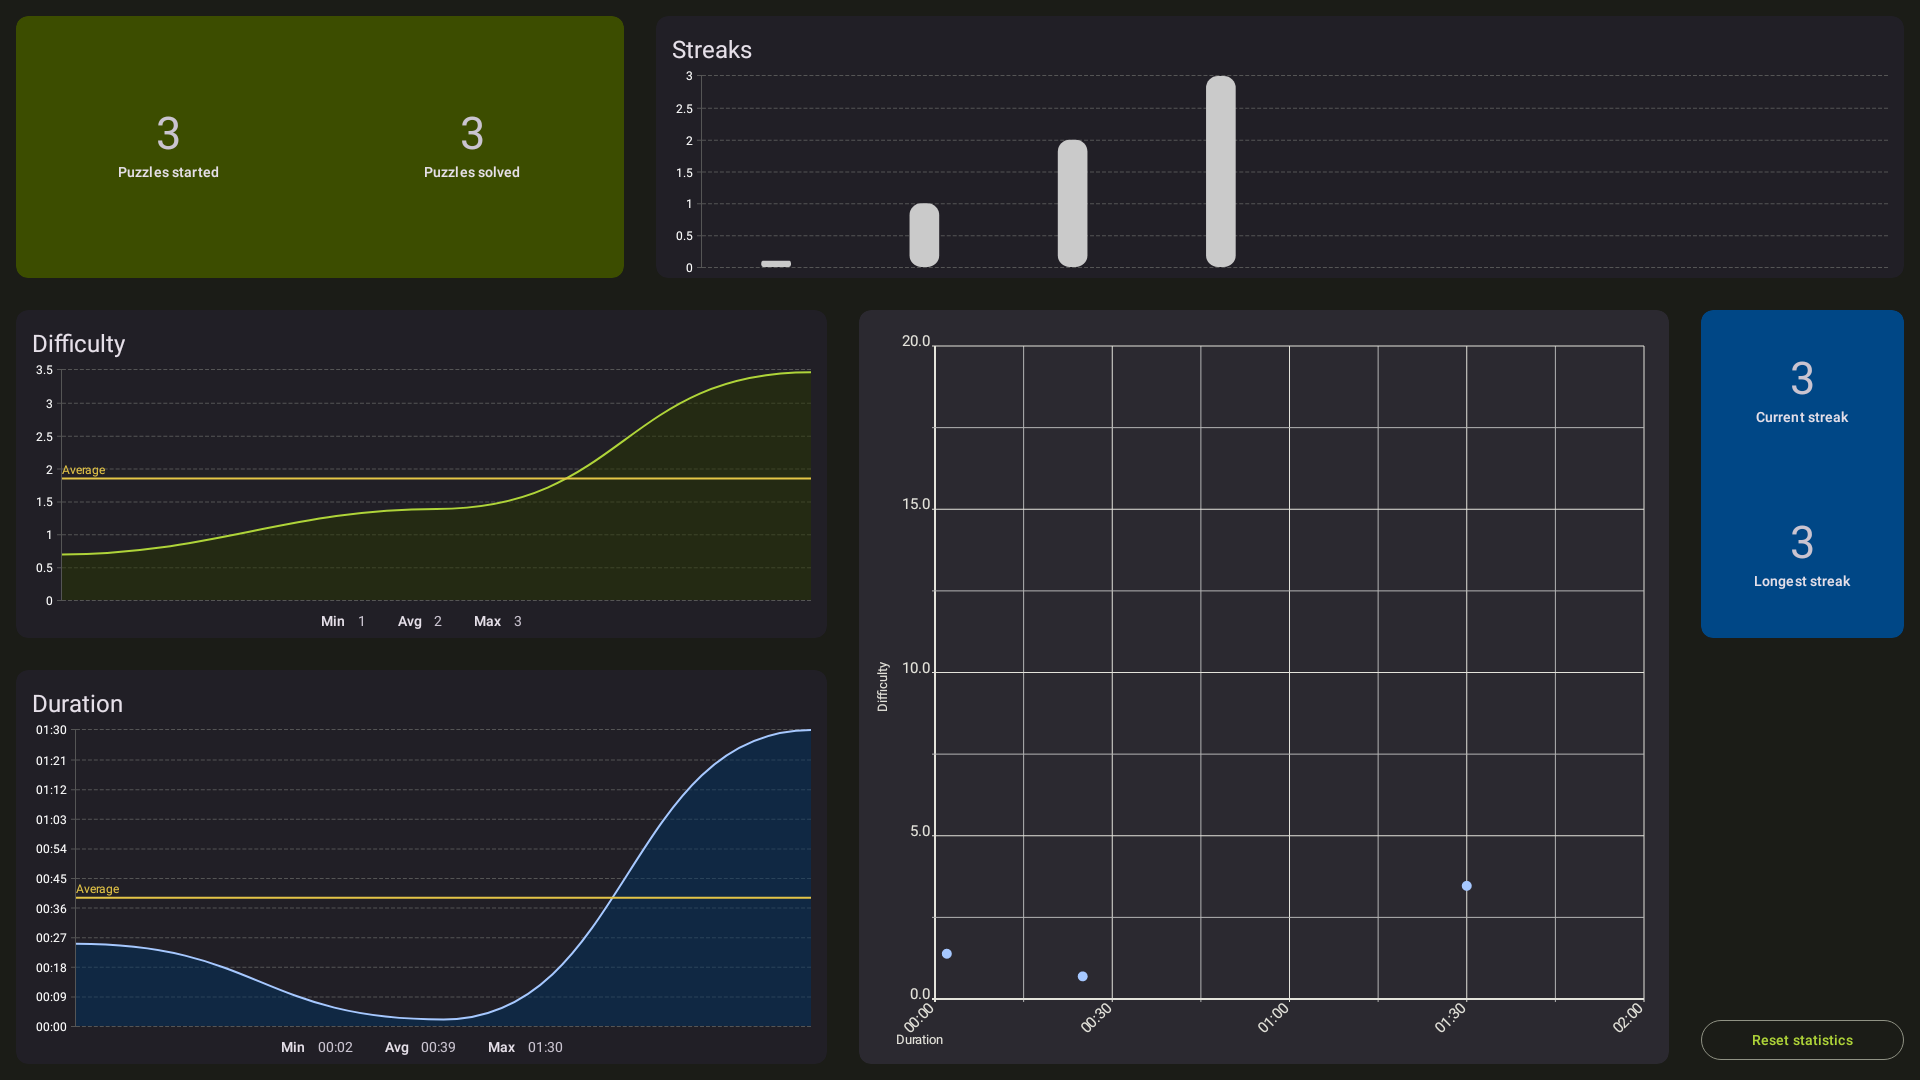 3
Puzzles started
3
Puzzles solved
Streaks
3
2.5
2
1.5
1
0.5
0
Difficulty
3.5
3
2.5
2
Average
1.5
1
0.5
0
Min 1 Avg 2 Max 3
Duration
01:30
01:21
01:12
01:03
00:54
00:45
Average
00:36
00:27
00:18
00:09
00:00
Min 00:02 Avg 00:39 Max 01:30
20.0
15.0
10.0
Difficulty
5.0
0.0
00:00 00:30 01:00 01:30 02:00
Duration
3
Current streak
3
Longest streak
Reset statistics